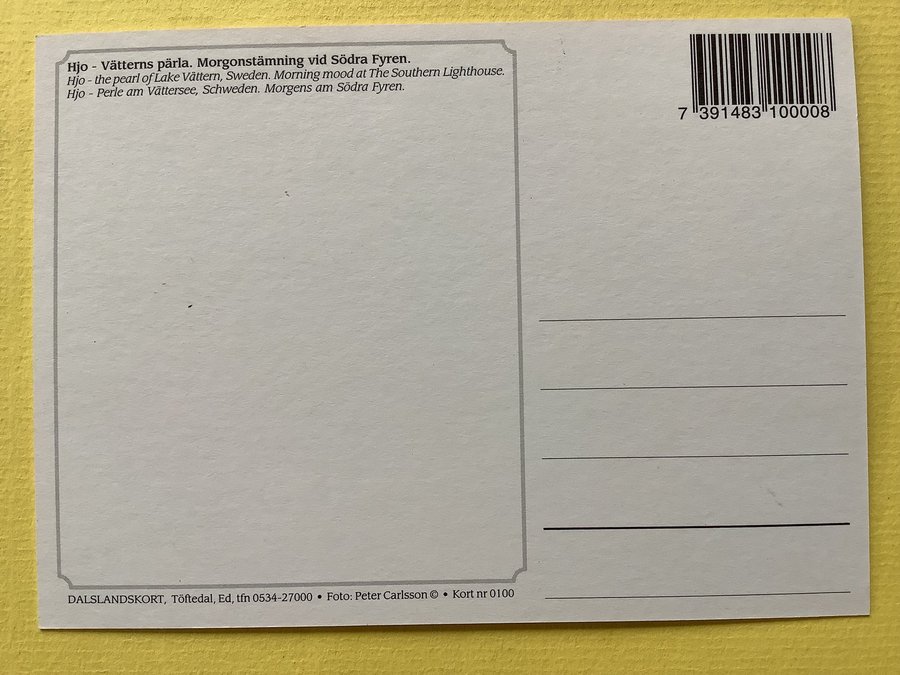 Hjo - Vätterns pärla. Morgonstämning vid Södra Fyren.
Hjo - the pearl of Lake Vättern, Sweden. Morning mood at The Southern Lighthouse.
Hjo - Perle am Vättersee, Schweden. Morgens am Södra Fyren.
7 391483 100008
DALSLANDSKORT, Töftedal, Ed, tfn 0534-27000 • Foto: Peter Carlsson © • Kort nr 0100